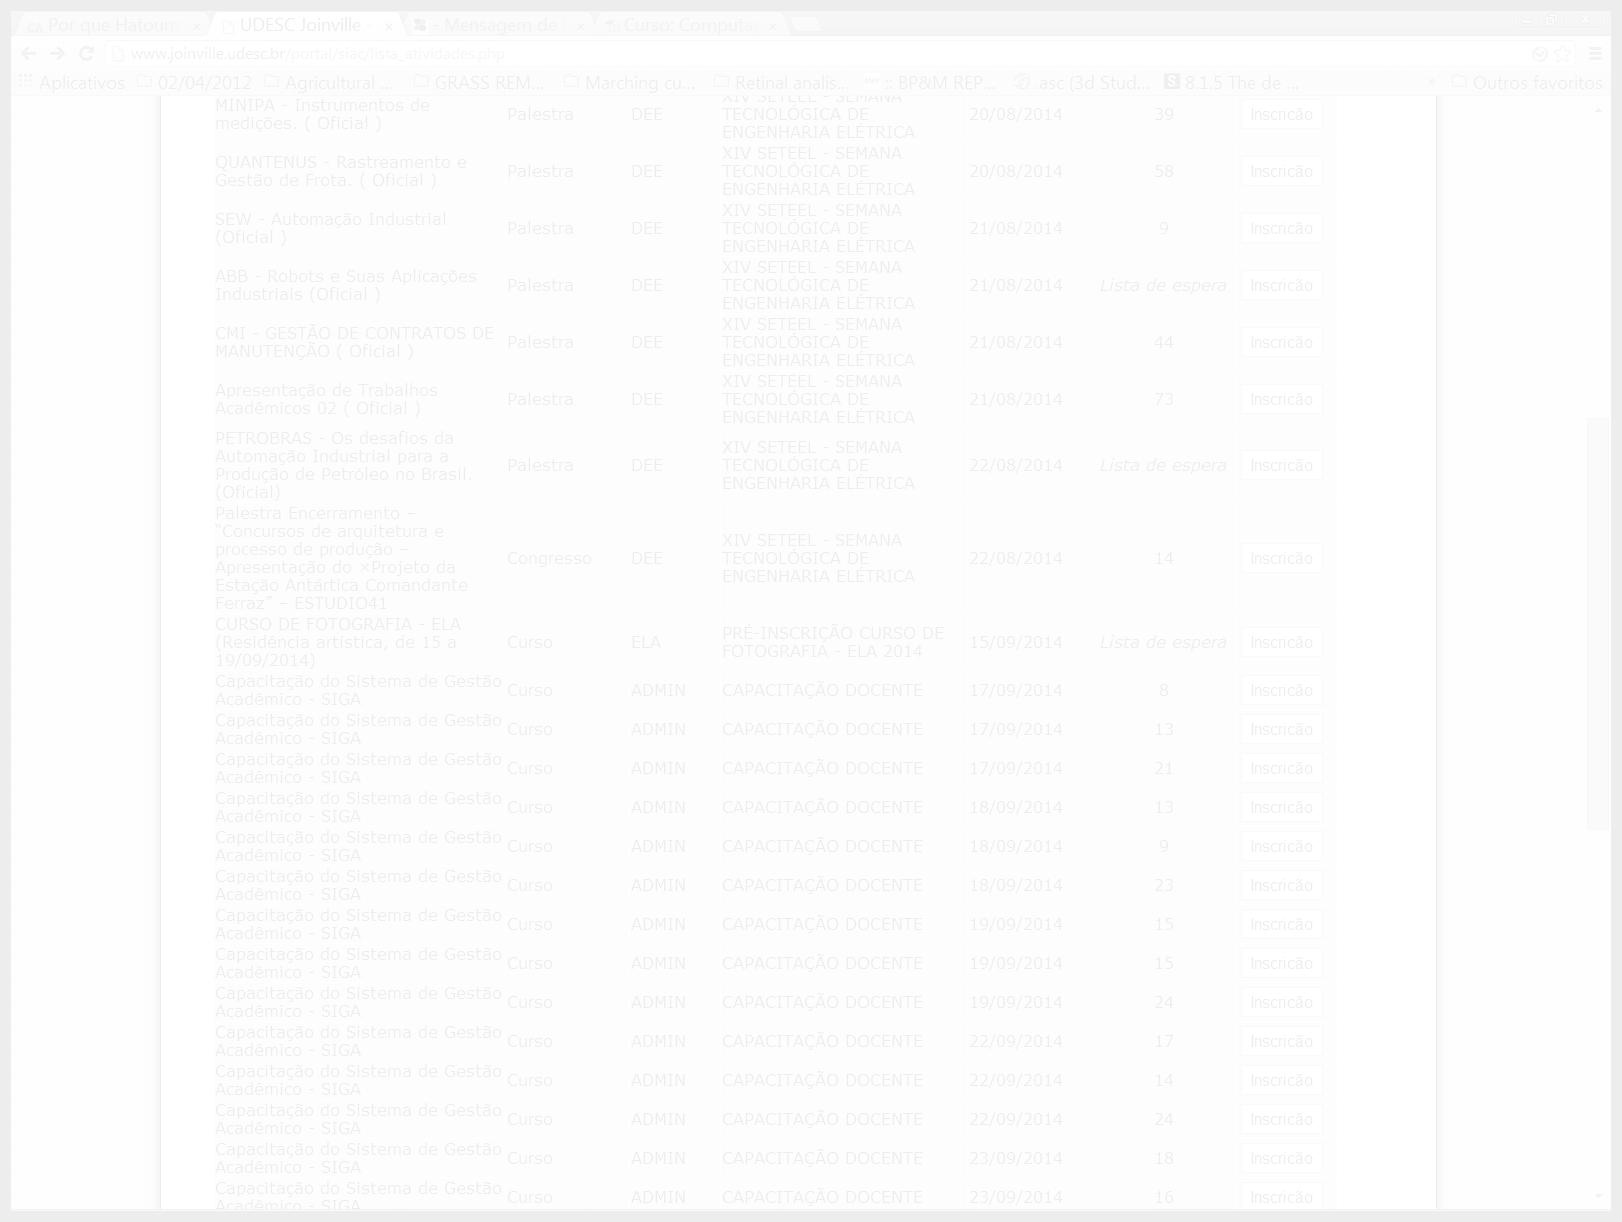 Por que Hatoum
UDESC Joinville -
- Mensagem de
Curso: Computa
www.joinville.udesc.br/portal/siac/lista_atividades.php
Aplicativos 02/04/2012 Agricultural ... GRASS REM... Marching cu... Retinal analis... :: BP&M REP... .asc (3d Stud... 8.1.5 The de ... Outros favoritos
MINIPA - Instrumentos de
medições. ( Oficial )
Palestra
DEE
XIV SETEEL - SEMANA
TECNOLÓGICA DE
ENGENHARIA ELÉTRICA
20/08/2014
39
Inscricão
QUANTENUS - Rastreamento e
Gestão de Frota. ( Oficial )
Palestra
DEE
XIV SETEEL - SEMANA
TECNOLÓGICA DE
ENGENHARIA ELÉTRICA
20/08/2014
58
Inscricão
SEW - Automação Industrial
(Oficial )
Palestra
DEE
XIV SETEEL - SEMANA
TECNOLÓGICA DE
ENGENHARIA ELÉTRICA
21/08/2014
9
Inscricão
ABB - Robots e Suas Aplicações
Industriais (Oficial )
Palestra
DEE
XIV SETEEL - SEMANA
TECNOLÓGICA DE
ENGENHARIA ELÉTRICA
21/08/2014
Lista de espera
Inscricão
CMI - GESTÃO DE CONTRATOS DE
MANUTENÇÃO ( Oficial )
Palestra
DEE
XIV SETEEL - SEMANA
TECNOLÓGICA DE
ENGENHARIA ELÉTRICA
21/08/2014
44
Inscricão
Apresentação de Trabalhos
Acadêmicos 02 ( Oficial )
Palestra
DEE
XIV SETEEL - SEMANA
TECNOLÓGICA DE
ENGENHARIA ELÉTRICA
21/08/2014
73
Inscricão
PETROBRAS - Os desafios da
Automação Industrial para a
Produção de Petróleo no Brasil.
(Oficial)
Palestra
DEE
XIV SETEEL - SEMANA
TECNOLÓGICA DE
ENGENHARIA ELÉTRICA
22/08/2014
Lista de espera
Inscricão
Palestra Encerramento –
“Concursos de arquitetura e
processo de produção –
Apresentação do ×Projeto da
Estação Antártica Comandante
Ferraz” – ESTUDIO41
Congresso
DEE
XIV SETEEL - SEMANA
TECNOLÓGICA DE
ENGENHARIA ELÉTRICA
22/08/2014
14
Inscricão
CURSO DE FOTOGRAFIA - ELA
(Residência artística, de 15 a
19/09/2014)
Curso
ELA
PRÉ-INSCRIÇÃO CURSO DE
FOTOGRAFIA - ELA 2014
15/09/2014
Lista de espera
Inscricão
Capacitação do Sistema de Gestão
Acadêmico - SIGA
Curso
ADMIN
CAPACITAÇÃO DOCENTE
17/09/2014
8
Inscricão
Capacitação do Sistema de Gestão
Acadêmico - SIGA
Curso
ADMIN
CAPACITAÇÃO DOCENTE
17/09/2014
13
Inscricão
Capacitação do Sistema de Gestão
Acadêmico - SIGA
Curso
ADMIN
CAPACITAÇÃO DOCENTE
17/09/2014
21
Inscricão
Capacitação do Sistema de Gestão
Acadêmico - SIGA
Curso
ADMIN
CAPACITAÇÃO DOCENTE
18/09/2014
13
Inscricão
Capacitação do Sistema de Gestão
Acadêmico - SIGA
Curso
ADMIN
CAPACITAÇÃO DOCENTE
18/09/2014
9
Inscricão
Capacitação do Sistema de Gestão
Acadêmico - SIGA
Curso
ADMIN
CAPACITAÇÃO DOCENTE
18/09/2014
23
Inscricão
Capacitação do Sistema de Gestão
Acadêmico - SIGA
Curso
ADMIN
CAPACITAÇÃO DOCENTE
19/09/2014
15
Inscricão
Capacitação do Sistema de Gestão
Acadêmico - SIGA
Curso
ADMIN
CAPACITAÇÃO DOCENTE
19/09/2014
15
Inscricão
Capacitação do Sistema de Gestão
Acadêmico - SIGA
Curso
ADMIN
CAPACITAÇÃO DOCENTE
19/09/2014
24
Inscricão
Capacitação do Sistema de Gestão
Acadêmico - SIGA
Curso
ADMIN
CAPACITAÇÃO DOCENTE
22/09/2014
17
Inscricão
Capacitação do Sistema de Gestão
Acadêmico - SIGA
Curso
ADMIN
CAPACITAÇÃO DOCENTE
22/09/2014
14
Inscricão
Capacitação do Sistema de Gestão
Acadêmico - SIGA
Curso
ADMIN
CAPACITAÇÃO DOCENTE
22/09/2014
24
Inscricão
Capacitação do Sistema de Gestão
Acadêmico - SIGA
Curso
ADMIN
CAPACITAÇÃO DOCENTE
23/09/2014
18
Inscricão
Capacitação do Sistema de Gestão
Acadêmico - SIGA
Curso
ADMIN
CAPACITAÇÃO DOCENTE
23/09/2014
16
Inscricão